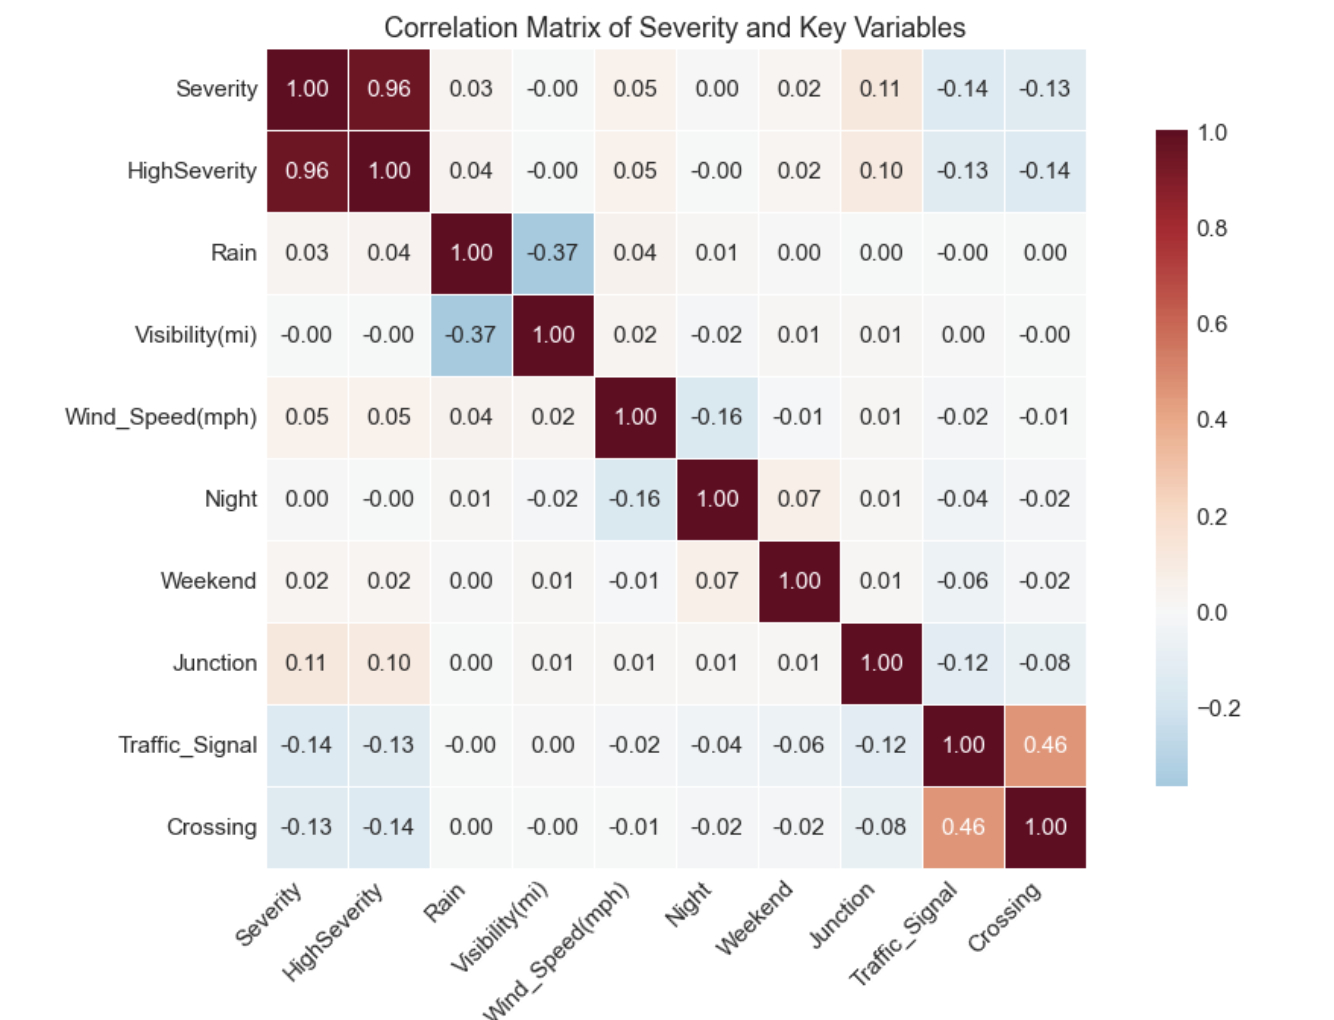 Correlation Matrix of Severity and Key Variables
Severity 1.00 0.96 0.03 -0.00 0.05 0.00 0.02 0.11 -0.14 -0.13
HighSeverity 0.96 1.00 0.04 -0.00 0.05 -0.00 0.02 0.10 -0.13 -0.14
Rain 0.03 0.04 1.00 -0.37 0.04 0.01 0.00 0.00 -0.00 0.00
Visibility(mi) -0.00 -0.00 -0.37 1.00 0.02 -0.02 0.01 0.01 0.00 -0.00
Wind_Speed(mph) 0.05 0.05 0.04 0.02 1.00 -0.16 -0.01 0.01 -0.02 -0.01
Night 0.00 -0.00 0.01 -0.02 -0.16 1.00 0.07 0.01 -0.04 -0.02
Weekend 0.02 0.02 0.00 0.01 -0.01 0.07 1.00 0.01 -0.06 -0.02
Junction 0.11 0.10 0.00 0.01 0.01 0.01 0.01 1.00 -0.12 -0.08
Traffic_Signal -0.14 -0.13 -0.00 0.00 -0.02 -0.04 -0.06 -0.12 1.00 0.46
Crossing -0.13 -0.14 0.00 -0.00 -0.01 -0.02 -0.02 -0.08 0.46 1.00
Severity HighSeverity Rain Visibility(mi) Wind_Speed(mph) Night Weekend Junction Traffic_Signal Crossing
1.0
0.8
0.6
0.4
0.2
0.0
−0.2